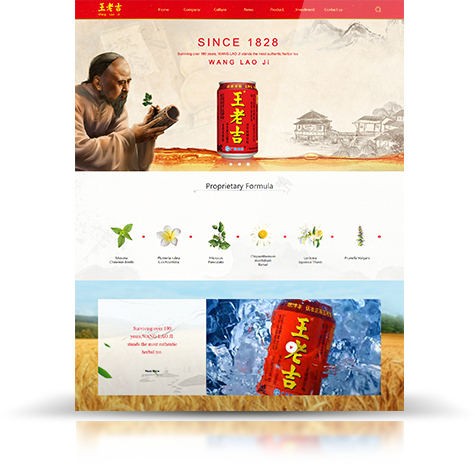 王老吉
Wang Lao Ji
Home Company Culture News Product Investment Contact us
SINCE 1828
Surviving over 190 years, WANG LAO JI stands the most authentic herbal tea
WANG LAO Ji
王老吉
Proprietary Formula
Mesona
Chinensis Benth
Plumeria rubra
Microcos
Paniculata
Chrysanthemum
Morifolium
Ramat
Lonicera
Japonica Thunb
Prunella Vulgaris
Surviving over 190
years,WANG LAO JI
stands the most authentic
herbal tea
Read More
王老吉